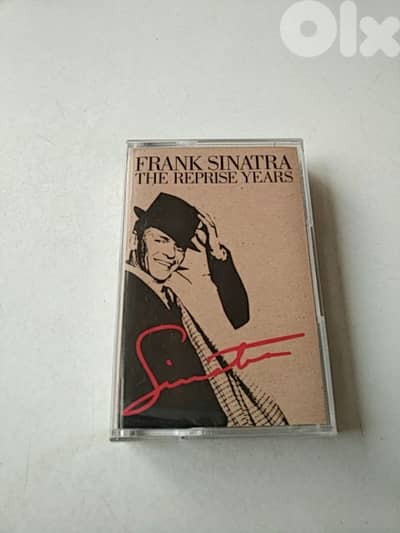 OLX
FRANK SINATRA
THE REPRISE YEARS
Sinatra